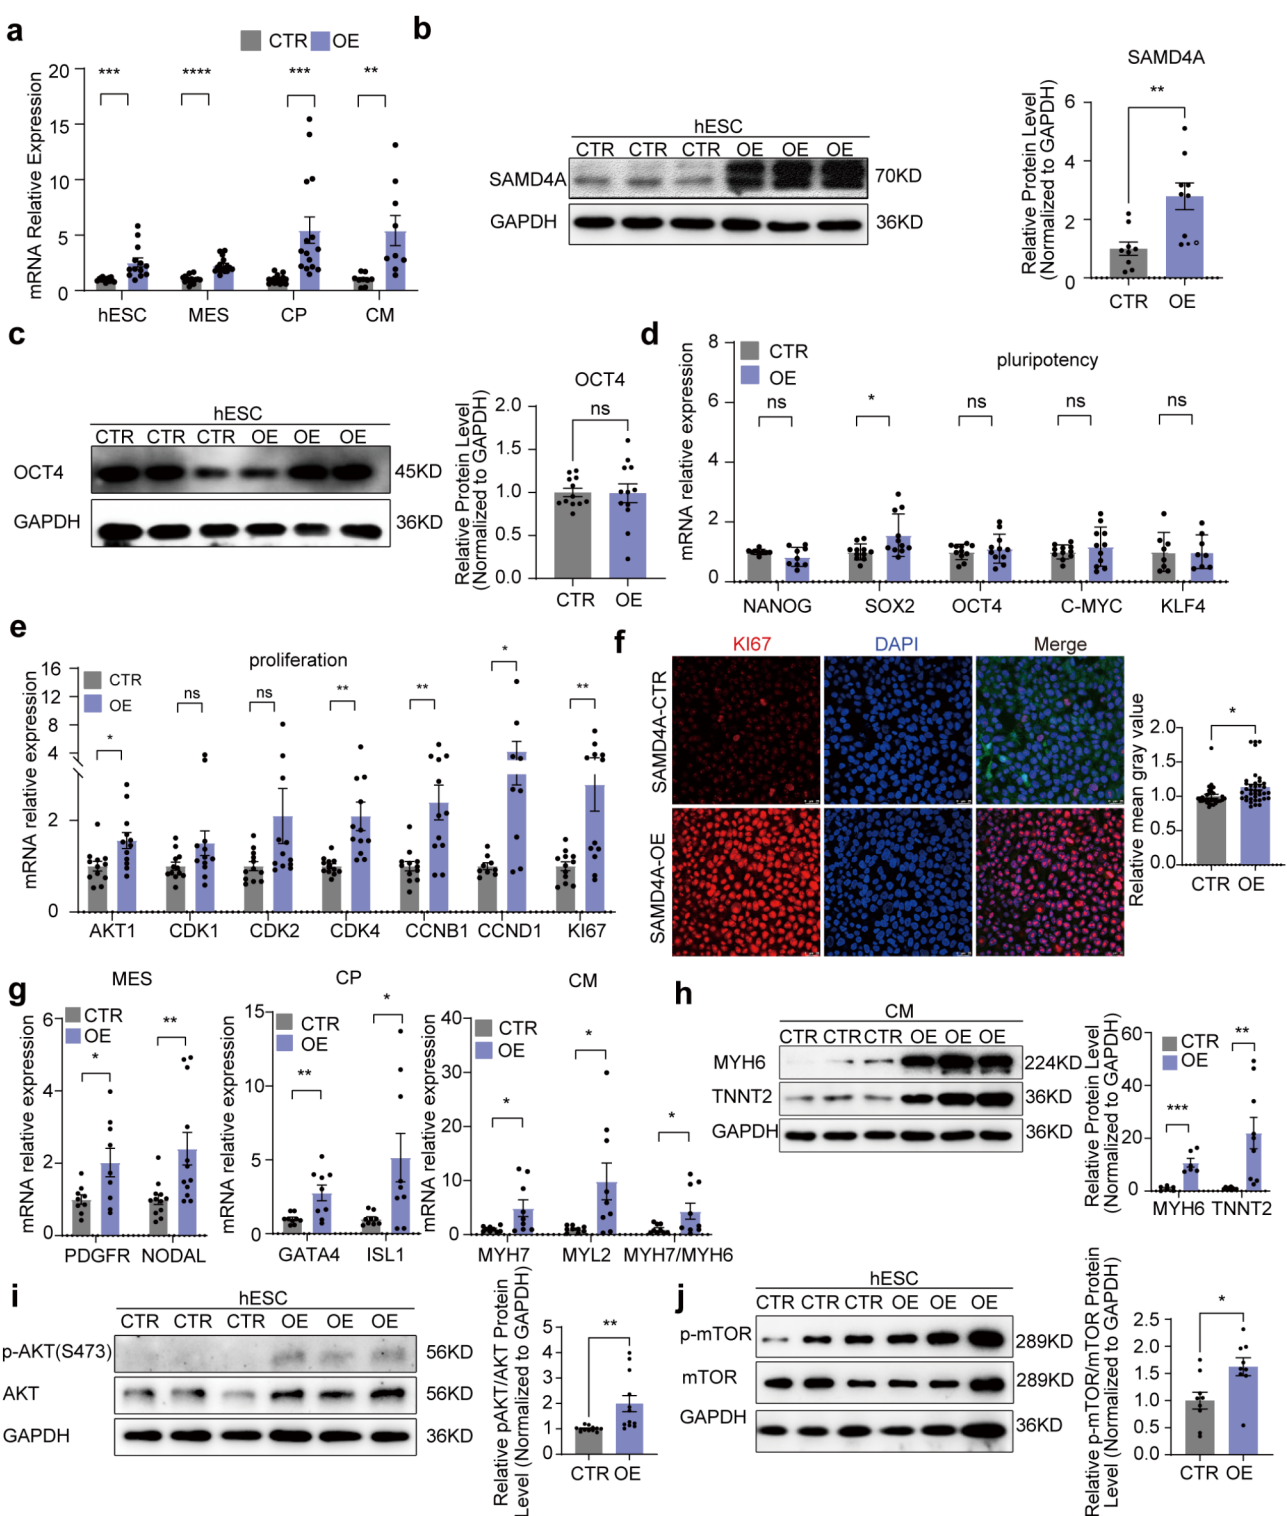 a
CTR OE
mRNA Relative Expression
20
15
10
5
0
*** **** *** **
hESC MES CP CM
b
hESC
CTR CTR CTR OE OE OE
SAMD4A 70KD
GAPDH 36KD
SAMD4A
Relative Protein Level
(Normalized to GAPDH)
6
4
2
0
**
CTR OE
c
hESC
CTR CTR CTR OE OE OE
OCT4 45KD
GAPDH 36KD
OCT4
Relative Protein Level
(Normalized to GAPDH)
2.0
1.5
1.0
0.5
0.0
ns
CTR OE
d
CTR
OE
pluripotency
mRNA relative expression
8
6
4
2
0
ns * ns ns ns
NANOG SOX2 OCT4 C-MYC KLF4
e
proliferation
CTR
OE
mRNA relative expression
16
12
8
4
2
0
* ns ns ** ** * **
AKT1 CDK1 CDK2 CDK4 CCNB1 CCND1 KI67
f
KI67 DAPI Merge
SAMD4A-CTR
SAMD4A-OE
Relative mean gray value
2.0
1.5
1.0
0.5
0.0
*
CTR OE
g
MES
CTR
OE
mRNA relative expression
6
4
2
0
* **
PDGFR NODAL
CP
CTR
OE
mRNA relative expression
15
10
5
0
** *
GATA4 ISL1
CM
CTR
OE
mRNA relative expression
40
30
20
10
0
* * *
MYH7 MYL2 MYH7/MYH6
h
CM
CTR CTR CTR OE OE OE
MYH6 224KD
TNNT2 36KD
GAPDH 36KD
Relative Protein Level
(Normalized to GAPDH)
60
40
20
0
CTR
OE
*** **
MYH6 TNNT2
i
hESC
CTR CTR CTR OE OE OE
p-AKT(S473) 56KD
AKT 56KD
GAPDH 36KD
Relative pAKT/AKT Protein
Level (Normalized to GAPDH)
5
4
3
2
1
0
**
CTR OE
j
hESC
CTR CTR CTR OE OE OE
p-mTOR 289KD
mTOR 289KD
GAPDH 36KD
Relative p-mTOR/mTOR Protein
Level (Normalized to GAPDH)
2.5
2.0
1.5
1.0
0.5
0.0
*
CTR OE